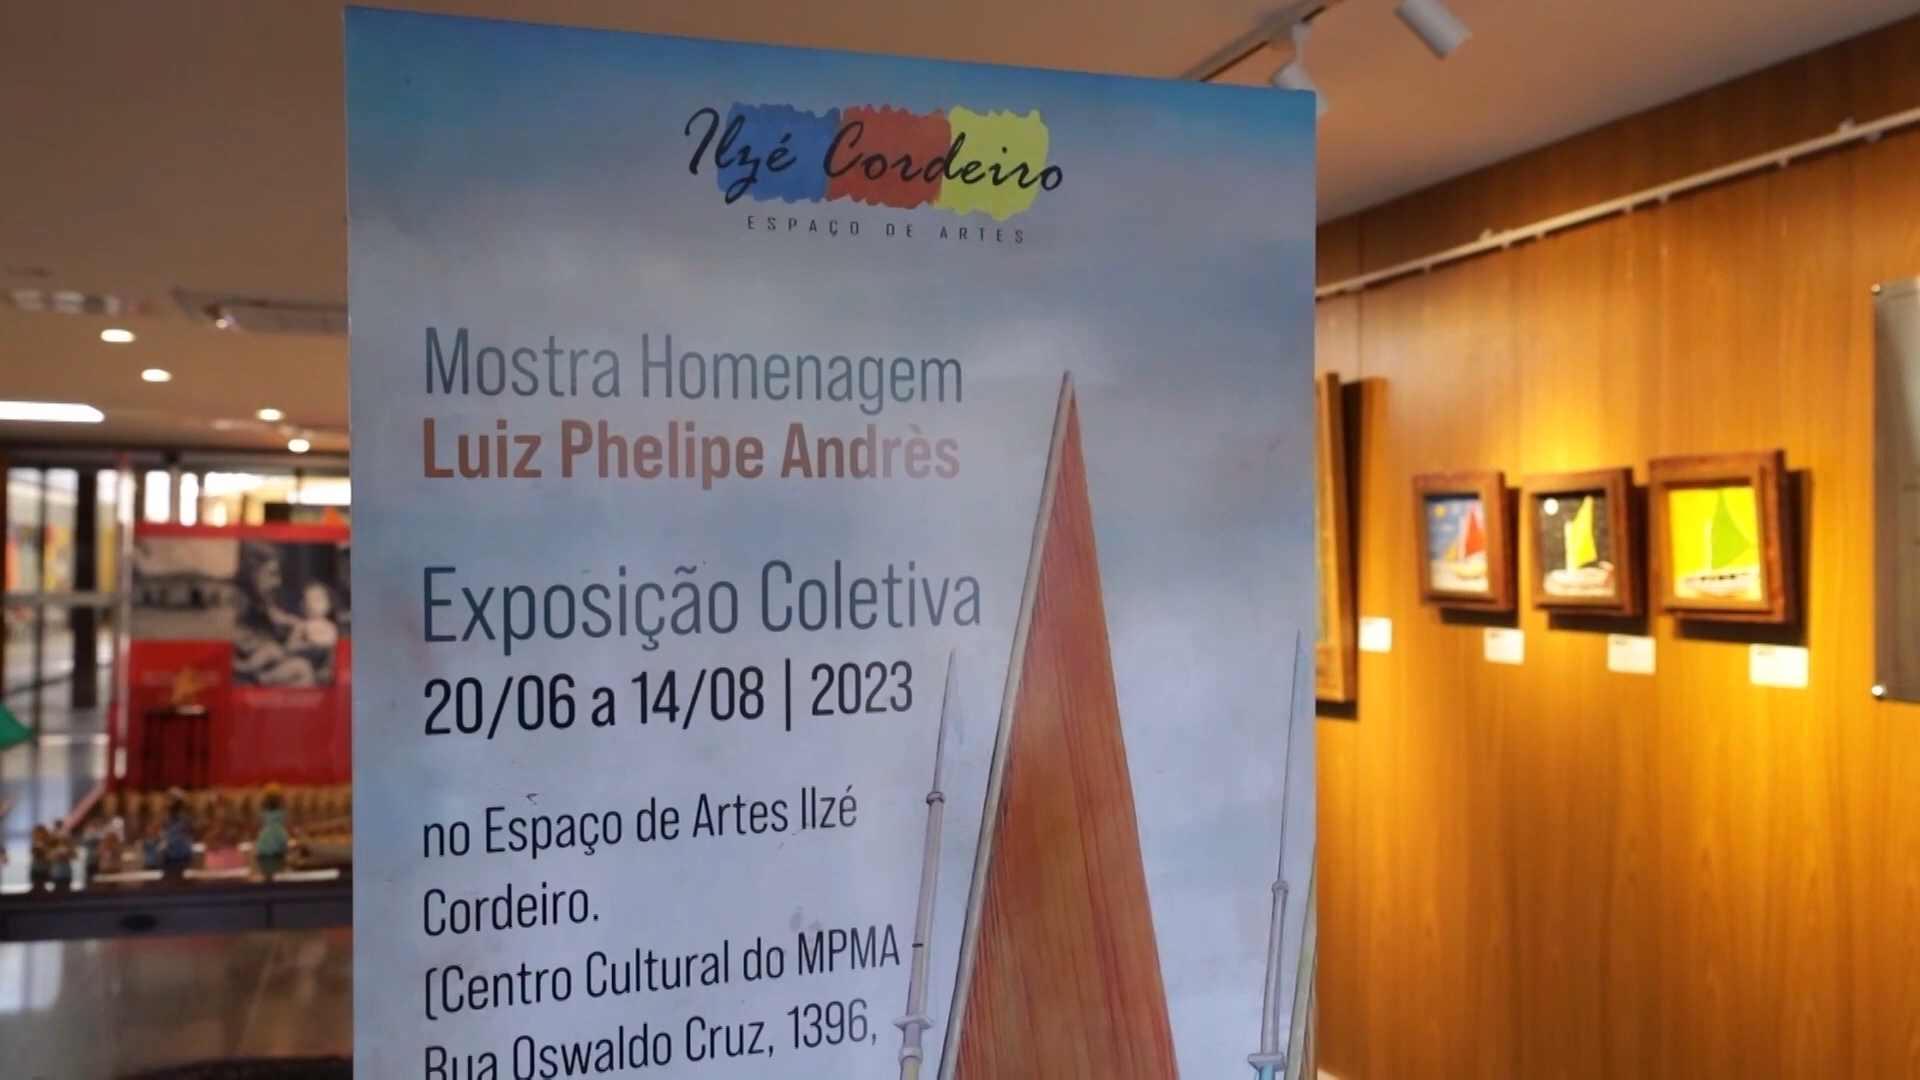 Ilzé Cordeiro
ESPAÇO DE ARTES
Mostra Homenagem
Luiz Phelipe Andrès
Exposição Coletiva
20/06 a 14/08 | 2023
no Espaço de Artes Ilzé
Cordeiro.
(Centro Cultural do MPMA -
Rua Oswaldo Cruz, 1396,